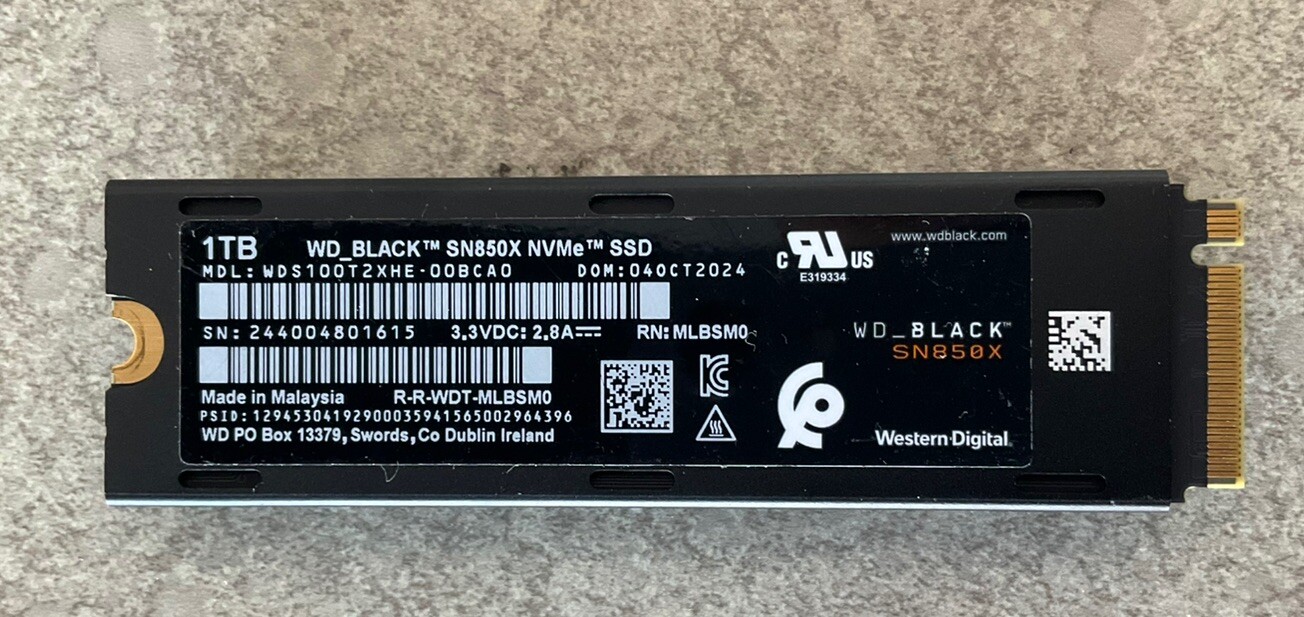 1TB WD_BLACK™ SN850X NVMe™ SSD
MDL: WDS100T2XHE-00BCA0 DOM:04OCT2024
SN: 244004801615 3.3VDC: 2.8A RN: MLBSM0
Made in Malaysia R-R-WDT-MLBSM0
PSID: 12945304192900035941565002964396
WD PO Box 13379, Swords, Co Dublin Ireland
C RU US
E319334
www.wdblack.com
WD_BLACK™
SN850X
Western Digital